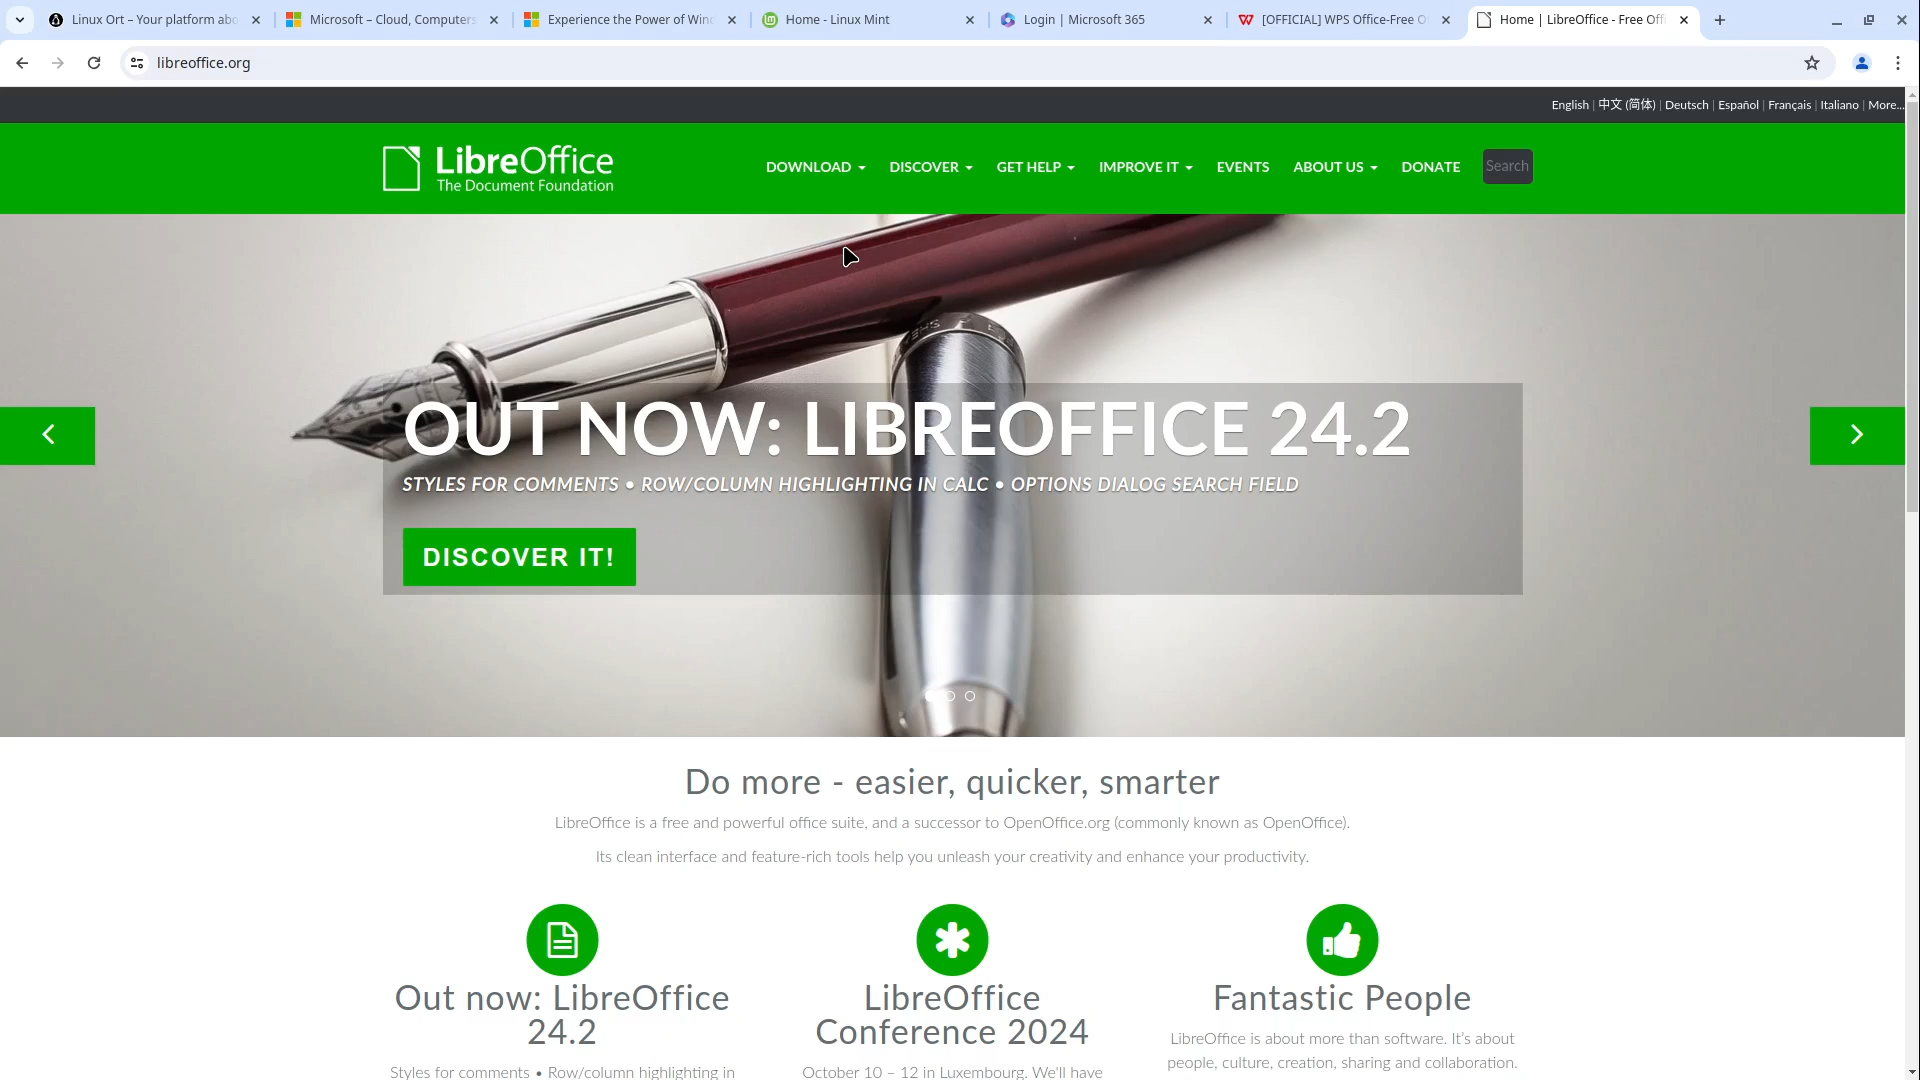 Linux Ort – Your platform abo
Microsoft – Cloud, Computers
Experience the Power of Winc
Home - Linux Mint
Login | Microsoft 365
[OFFICIAL] WPS Office-Free O
Home | LibreOffice - Free Offi
libreoffice.org
English | 中文 (简体) | Deutsch | Español | Français | Italiano | More...
LibreOffice
The Document Foundation
DOWNLOAD DISCOVER GET HELP IMPROVE IT EVENTS ABOUT US DONATE Search
OUT NOW: LIBREOFFICE 24.2
STYLES FOR COMMENTS • ROW/COLUMN HIGHLIGHTING IN CALC • OPTIONS DIALOG SEARCH FIELD
DISCOVER IT!
Do more - easier, quicker, smarter
LibreOffice is a free and powerful office suite, and a successor to OpenOffice.org (commonly known as OpenOffice).
Its clean interface and feature-rich tools help you unleash your creativity and enhance your productivity.
Out now: LibreOffice
24.2
Styles for comments • Row/column highlighting in
LibreOffice
Conference 2024
October 10 – 12 in Luxembourg. We'll have
Fantastic People
LibreOffice is about more than software. It's about
people, culture, creation, sharing and collaboration.